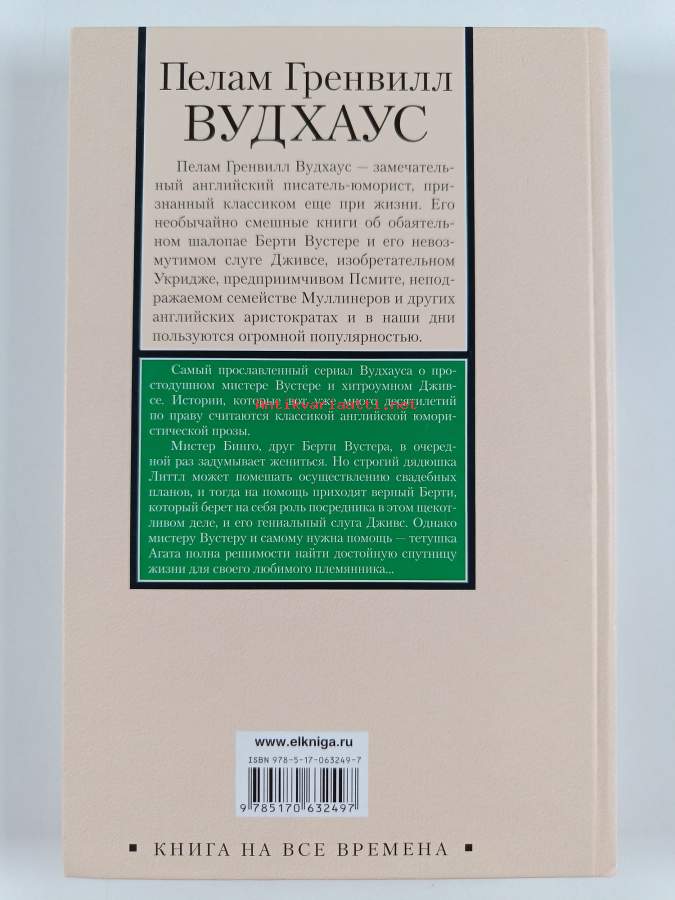 Пелам Гренвилл
ВУДХАУС
Пелам Гренвилл Вудхаус — замечатель-
ный английский писатель-юморист, при-
знанный классиком еще при жизни. Его
необычайно смешные книги об обаятель-
ном шалопае Берти Вустере и его невоз-
мутимом слуге Дживсе, изобретательном
Укридже, предприимчивом Псмите, непод-
ражаемом семействе Муллинеров и других
английских аристократах и в наши дни
пользуются огромной популярностью.
Самый прославленный сериал Вудхауса о про-
стодушном мистере Вустере и хитроумном Джив-
се. Истории, которые вот уже много десятилетий
antikvariaatti.net
по праву считаются классикой английской юмори-
стической прозы.
Мистер Бинго, друг Берти Вустера, в очеред-
ной раз задумывает жениться. Но строгий дядюшка
Литтл может помешать осуществлению свадебных
планов, и тогда на помощь приходят верный Берти,
который берет на себя роль посредника в этом щекот-
ливом деле, и его гениальный слуга Дживс. Однако
мистеру Вустеру и самому нужна помощь — тетушка
Агата полна решимости найти достойную спутницу
жизни для своего любимого племянника...
www.elkniga.ru
ISBN 978-5-17-063249-7
9 785170 632497
▪ КНИГА НА ВСЕ ВРЕМЕНА ▪